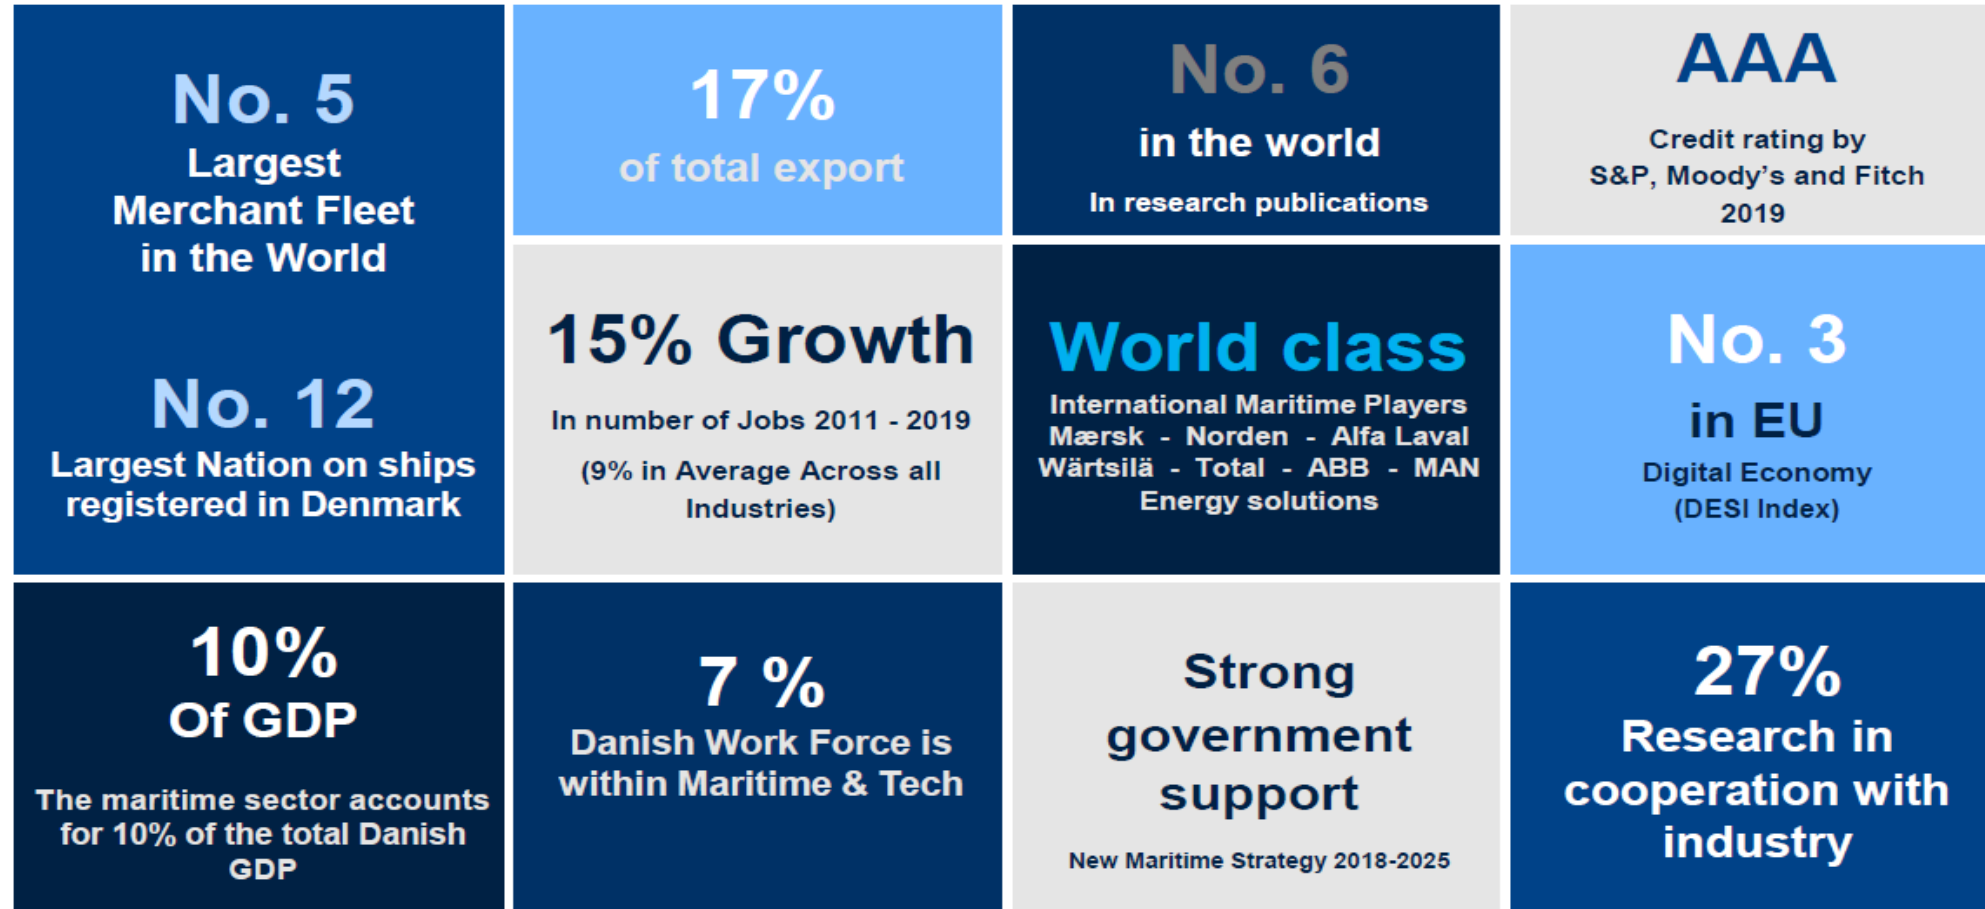 No. 5
Largest
Merchant Fleet
in the World
No. 12
Largest Nation on ships
registered in Denmark
17%
of total export
No. 6
in the world
In research publications
AAA
Credit rating by
S&P, Moody's and Fitch
2019
15% Growth
In number of Jobs 2011 - 2019
(9% in Average Across all
Industries)
World class
International Maritime Players
Mærsk - Norden - Alfa Laval
Wärtsilä - Total - ABB - MAN
Energy solutions
No. 3
in EU
Digital Economy
(DESI Index)
10%
Of GDP
The maritime sector accounts
for 10% of the total Danish
GDP
7 %
Danish Work Force is
within Maritime & Tech
Strong
government
support
New Maritime Strategy 2018-2025
27%
Research in
cooperation with
industry